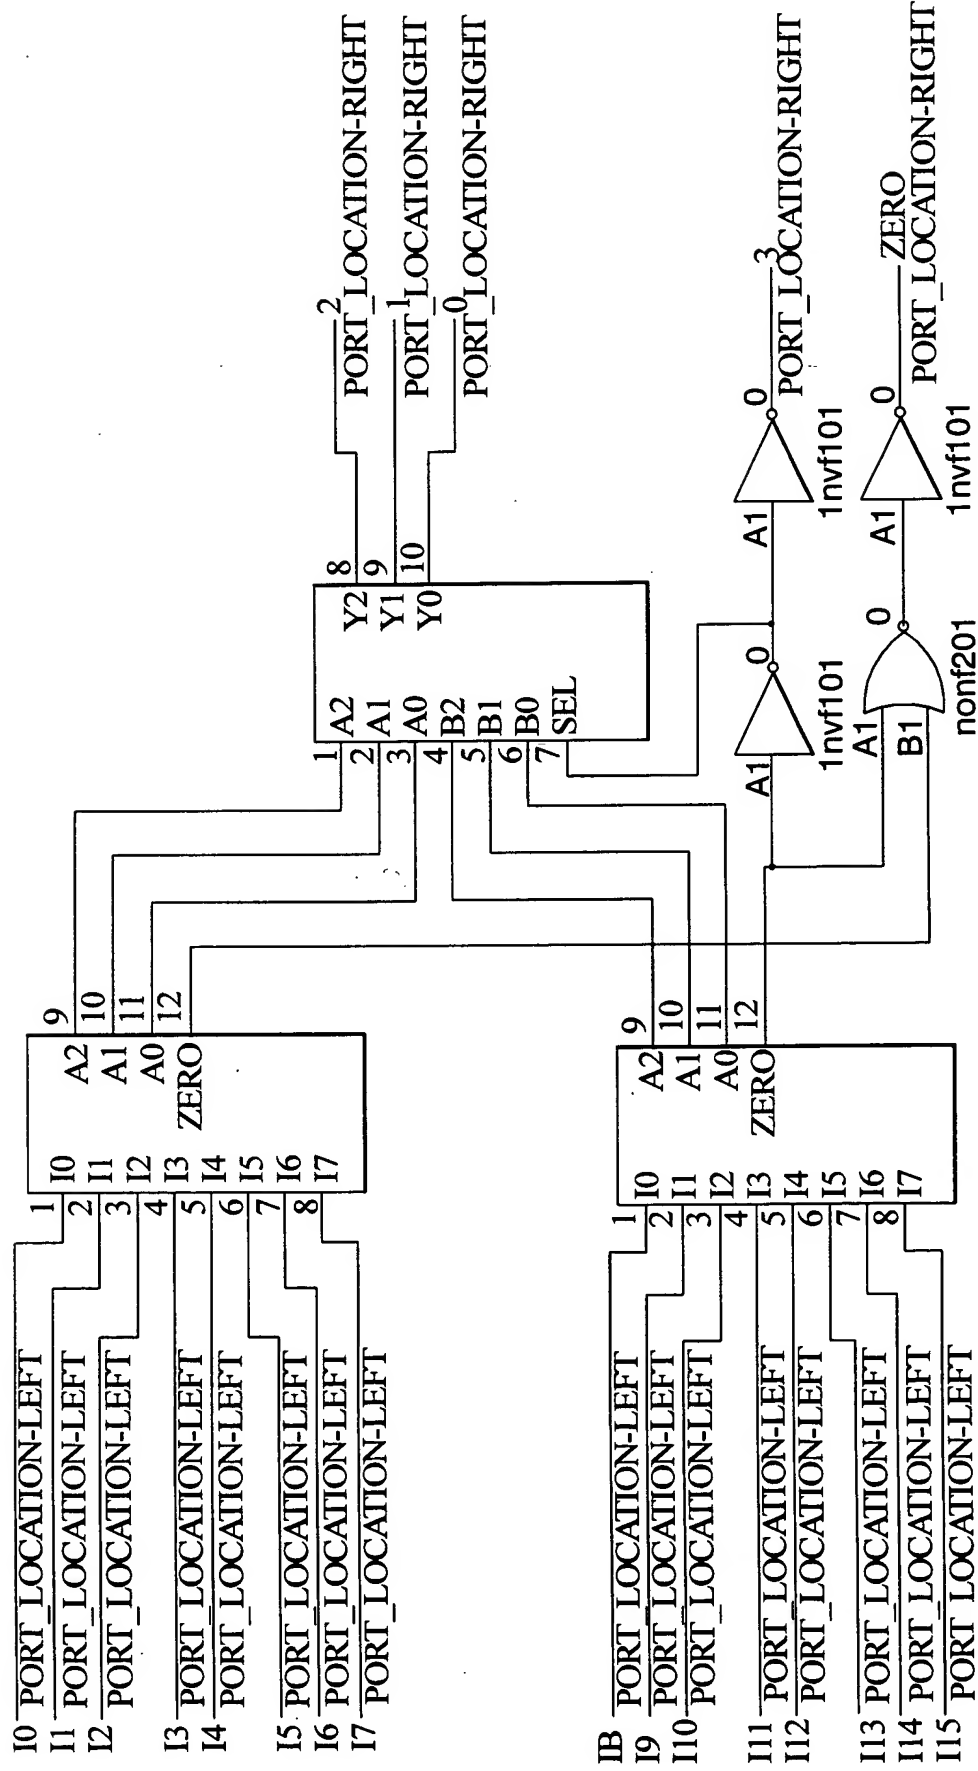 I0 PORT_LOCATION-LEFT
I1 PORT_LOCATION-LEFT
I2 PORT_LOCATION-LEFT
I3 PORT_LOCATION-LEFT
I4 PORT_LOCATION-LEFT
I5 PORT_LOCATION-LEFT
I6 PORT_LOCATION-LEFT
I7 PORT_LOCATION-LEFT
1 I0
2 I1
3 I2
4 I3
5 I4
6 I5
7 I6
8 I7
A2 9
A1 10
A0 11
ZERO 12
IB PORT_LOCATION-LEFT
I9 PORT_LOCATION-LEFT
I10 PORT_LOCATION-LEFT
I11 PORT_LOCATION-LEFT
I12 PORT_LOCATION-LEFT
I13 PORT_LOCATION-LEFT
I14 PORT_LOCATION-LEFT
I15 PORT_LOCATION-LEFT
1 I0
2 I1
3 I2
4 I3
5 I4
6 I5
7 I6
8 I7
A2 9
A1 10
A0 11
ZERO 12
1 A2
2 A1
3 A0
4 B2
5 B1
6 B0
7 SEL
Y2 8
Y1 9
Y0 10
2
PORT_LOCATION-RIGHT
1
PORT_LOCATION-RIGHT
0
PORT_LOCATION-RIGHT
A1 0
1nvf101
A1 0
1nvf101
3
PORT_LOCATION-RIGHT
A1
B1 0
nonf201
A1 0
1nvf101
ZERO
PORT_LOCATION-RIGHT